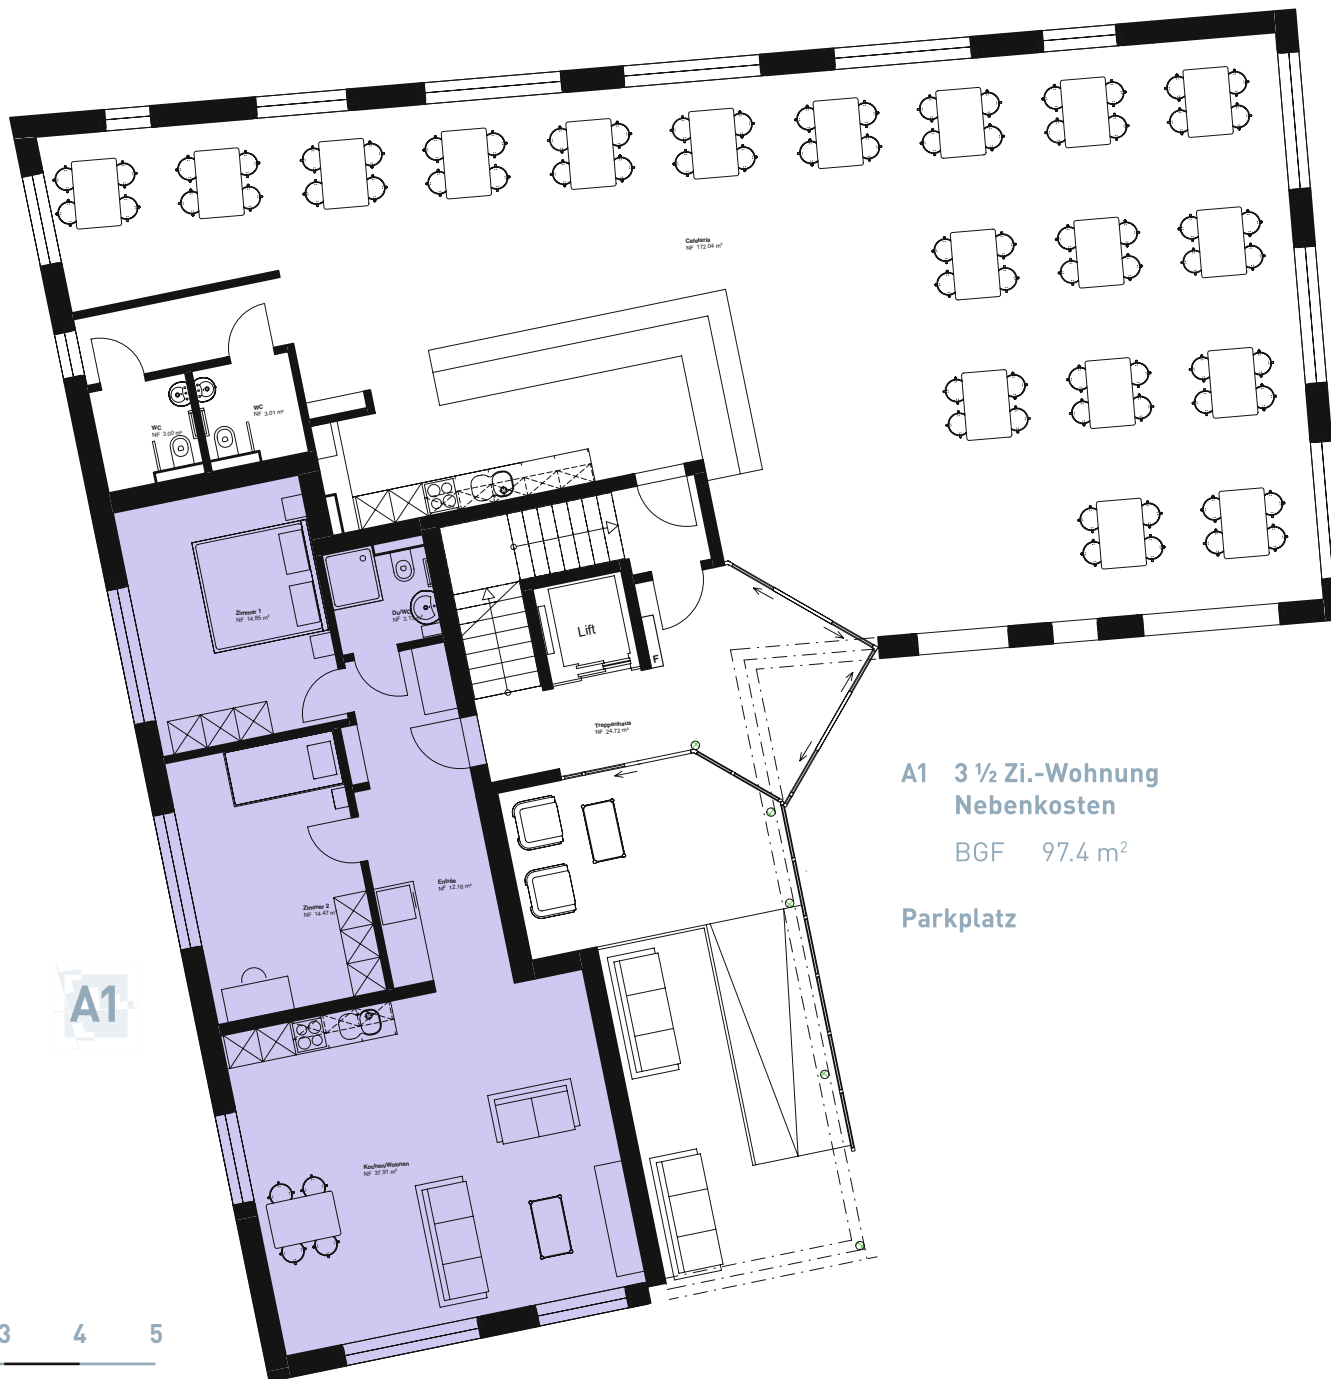 Cafeteria
NF 172.04 m²
WC
NF 3.01 m²
WC
NF 3.00 m²
Zimmer 1
NF 14.85 m²
Du/WC
NF 3.1
Lift
F
Treppenhaus
NF 24.72 m²
A1 3 ½ Zi.-Wohnung
Nebenkosten
BGF 97.4 m²
Parkplatz
Entrée
NF 12.16 m²
Zimmer 2
NF 14.47 m
A1
Kochen/Wohnen
NF 37.91 m²
3 4 5